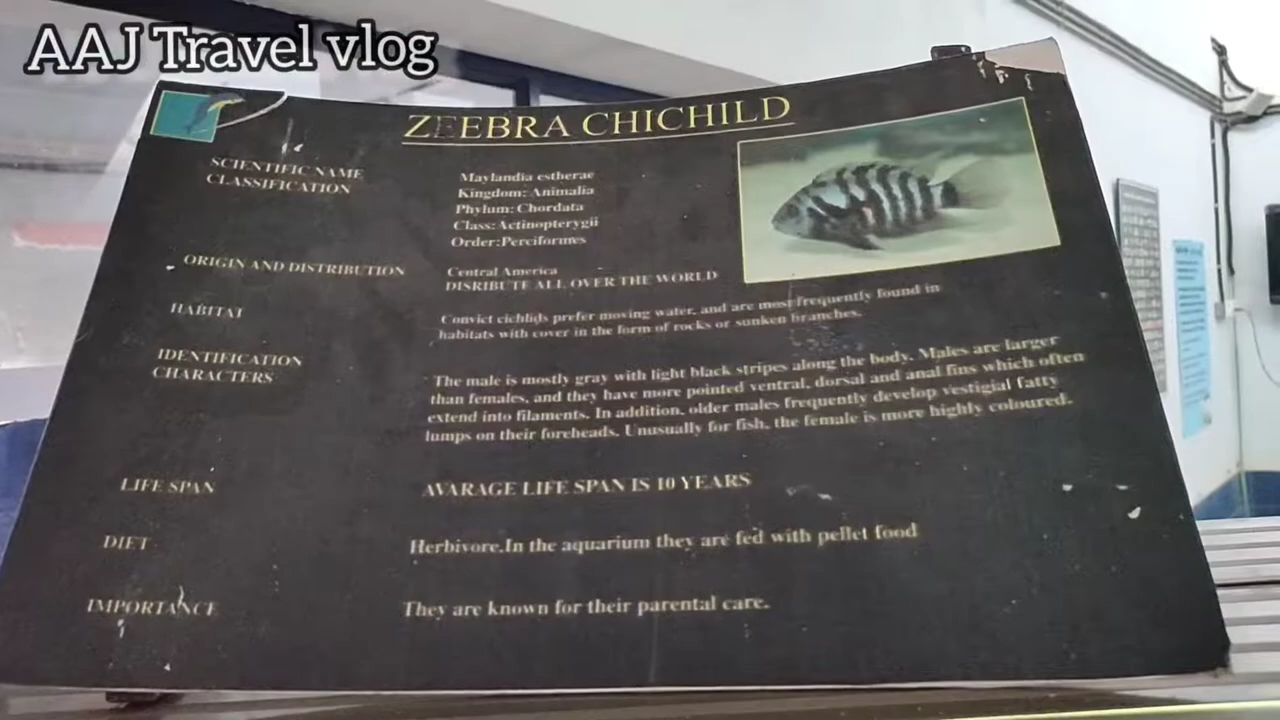 AAJ Travel vlog
ZEEBRA CHICHILD
SCIENTIFIC NAME
CLASSIFICATION
Maylandia estherae
Kingdom: Animalia
Phylum: Chordata
Class:Actinopterygii
Order:Perciformes
ORIGIN AND DISTRIBUTION
Central America
DISRIBUTE ALL OVER THE WORLD
HABITAT
Convict cichlids prefer moving water, and are most frequently found in
habitats with cover in the form of rocks or sunken branches.
IDENTIFICATION
CHARACTERS
The male is mostly gray with light black stripes along the body. Males are larger
than females, and they have more pointed ventral, dorsal and anal fins which often
extend into filaments. In addition, older males frequently develop vestigial fatty
lumps on their foreheads. Unusually for fish, the female is more highly coloured.
LIFE SPAN
AVARAGE LIFE SPAN IS 10 YEARS
DIET
Herbivore.In the aquarium they are fed with pellet food
IMPORTANCE
They are known for their parental care.